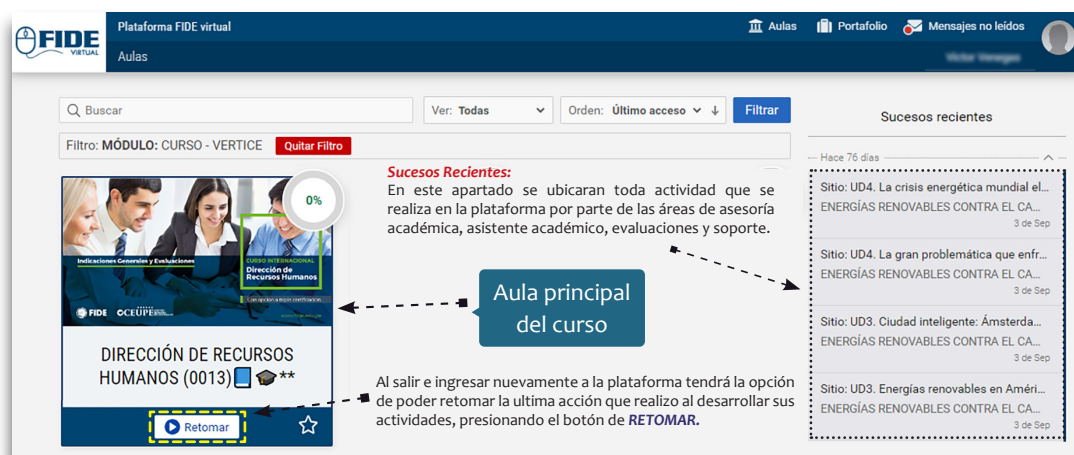 FIDE
VIRTUAL
Plataforma FIDE virtual
Aulas
Portafolio
Mensajes no leídos
Aulas
Buscar
Ver: Todas
Orden: Último acceso
Filtrar
Filtro: MÓDULO: CURSO - VERTICE
Quitar Filtro
0%
Indicaciones Generales y Evaluaciones
CURSO INTERNACIONAL
Dirección de
Recursos Humanos
FIDE
CEUPE
DIRECCIÓN DE RECURSOS
HUMANOS (0013) **
Retomar
Sucesos Recientes:
En este apartado se ubicaran toda actividad que se
realiza en la plataforma por parte de las áreas de asesoría
académica, asistente académico, evaluaciones y soporte.
Aula principal
del curso
Al salir e ingresar nuevamente a la plataforma tendrá la opción
de poder retomar la ultima acción que realizo al desarrollar sus
actividades, presionando el botón de RETOMAR.
Sucesos recientes
Hace 76 días
Sitio: UD4. La crisis energética mundial el...
ENERGÍAS RENOVABLES CONTRA EL CA...
3 de Sep
Sitio: UD4. La gran problemática que enfr...
ENERGÍAS RENOVABLES CONTRA EL CA...
3 de Sep
Sitio: UD3. Ciudad inteligente: Ámsterda...
ENERGÍAS RENOVABLES CONTRA EL CA...
3 de Sep
Sitio: UD3. Energías renovables en Améri...
ENERGÍAS RENOVABLES CONTRA EL CA...
3 de Sep